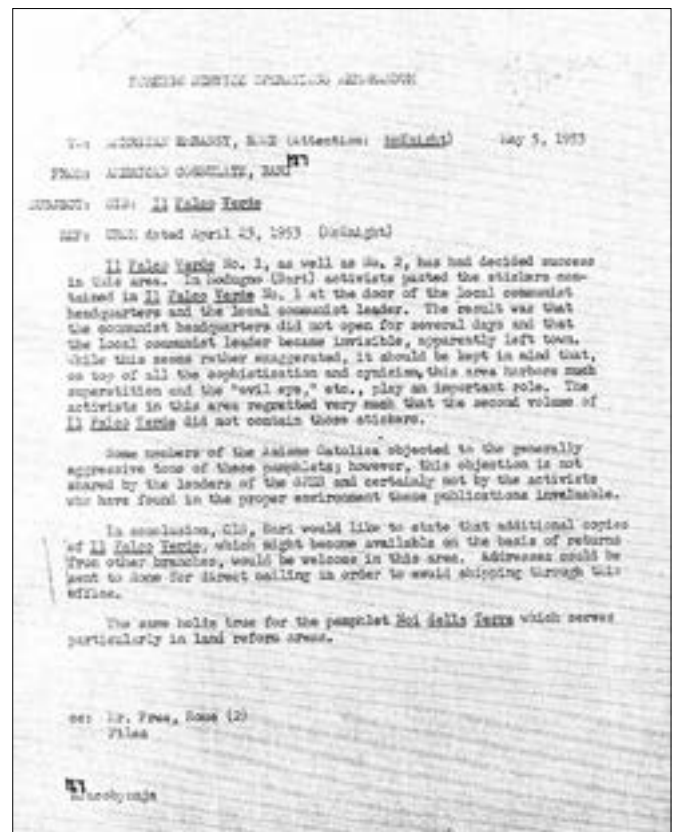 FOREIGN SERVICE OPERATIONS MEMORANDUM
To: AMERICAN EMBASSY, ROME (Attention: McKnight) May 5, 1953
FROM: AMERICAN CONSULATE, BARI
SUBJECT: CIS: Il Falco Verde
REF: dated April 23, 1953 (McKnight)
Il Falco Verde No. 1, as well as No. 2, has had decided success
in this area. In Modugno (Bari) activists pasted the stickers con-
tained in Il Falco Verde No. 1 at the door of the local communist
headquarters and the local communist leader. The result was that
the communist headquarters did not open for several days and that
the local communist leader became invisible, apparently left town.
While this seems rather exaggerated, it should be kept in mind that,
on top of all the sophistication and cynicism, this area harbors much
superstition and the "evil eye," etc., play an important role. The
activists in this area regretted very much that the second volume of
Il Falco Verde did not contain those stickers.
Some members of the Azione Catolica objected to the generally
aggressive tone of these pamphlets; however, this objection is not
shared by the leaders of the and certainly not by the activists
who have found in the proper environment these publications invaluable.
In conclusion, CIS, Bari would like to state that additional copies
of Il Falco Verde, which might become available on the basis of returns
from other branches, would be welcome in this area. Addresses could be
sent to Rome for direct mailing in order to avoid shipping through this
office.
The same holds true for the pamphlet Noi della Terra which serves
particularly in land reform areas.
cc: Mr. Free, Rome (2)
Files